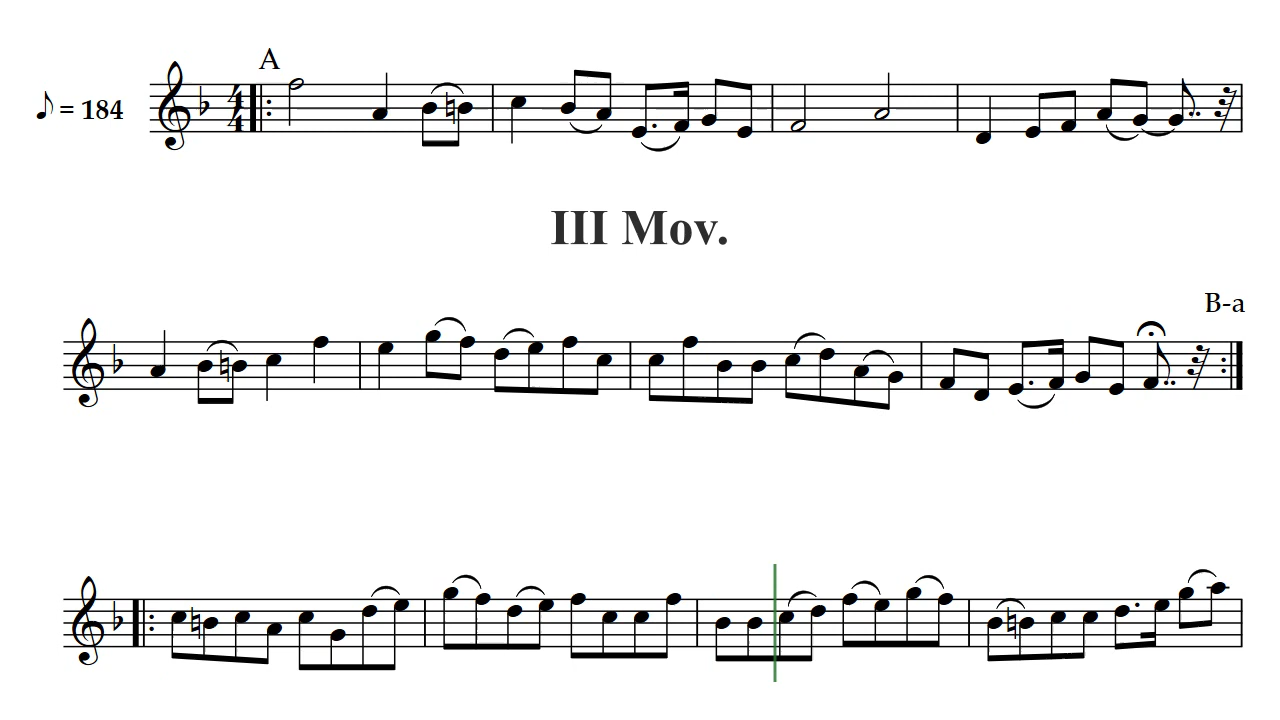 A
♪ = 184
III Mov.
B-a